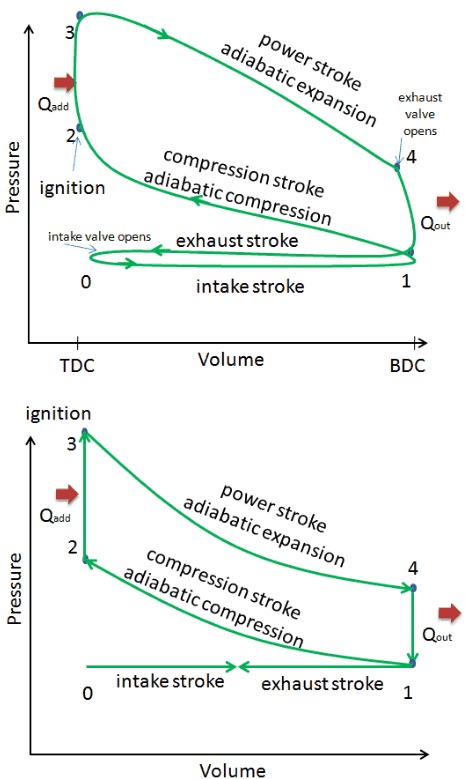 3
power stroke
adiabatic expansion
exhaust
valve
opens
Qadd
2
4
ignition
compression stroke
adiabatic compression
Pressure
Qout
intake valve opens
exhaust stroke
0
intake stroke
1
TDC
Volume
BDC
ignition
3
power stroke
adiabatic expansion
Qadd
2
compression stroke
adiabatic compression
4
Pressure
Qout
0
intake stroke
exhaust stroke
1
Volume